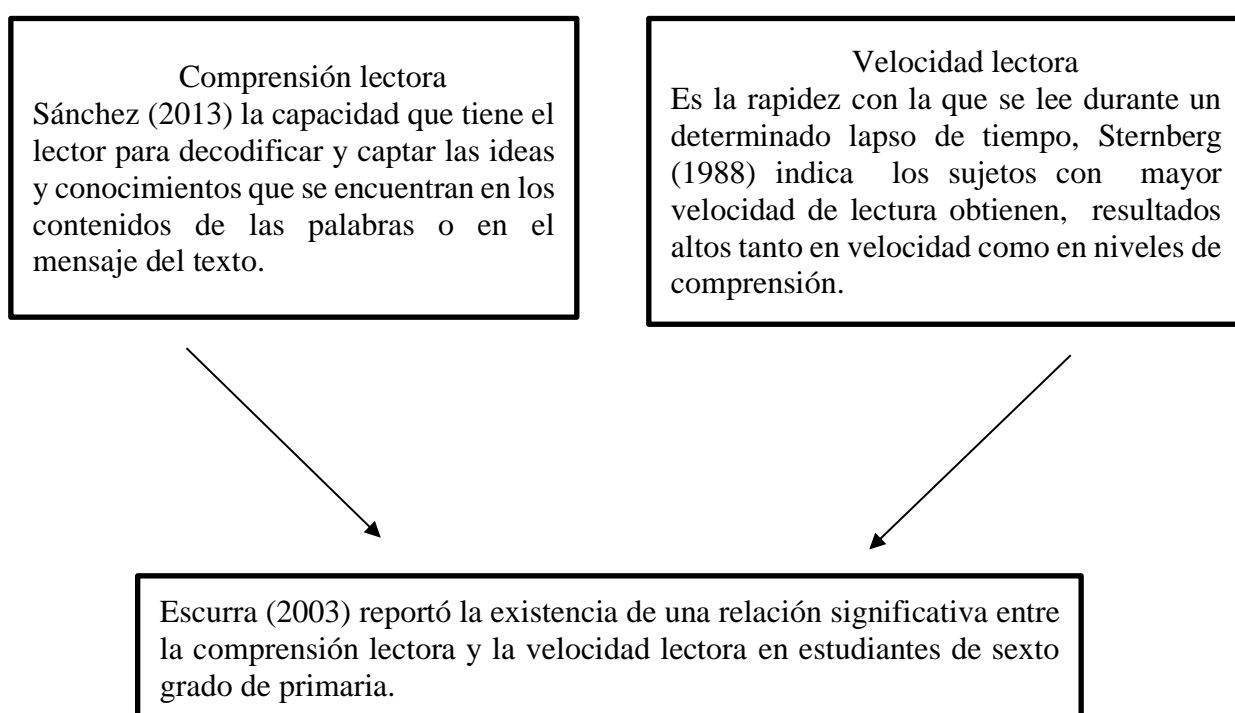 Comprensión lectora
Sánchez (2013) la capacidad que tiene el
lector para decodificar y captar las ideas
y conocimientos que se encuentran en los
contenidos de las palabras o en el
mensaje del texto.
Velocidad lectora
Es la rapidez con la que se lee durante un
determinado lapso de tiempo, Sternberg
(1988) indica los sujetos con mayor
velocidad de lectura obtienen, resultados
altos tanto en velocidad como en niveles de
comprensión.
Escurra (2003) reportó la existencia de una relación significativa entre
la comprensión lectora y la velocidad lectora en estudiantes de sexto
grado de primaria.